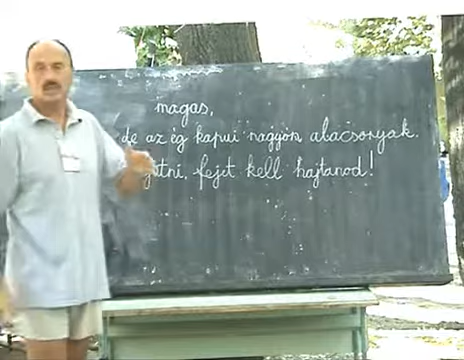 magas,
de az ég kapui nagyon alacsonyak.
fejet kell hajtanod!